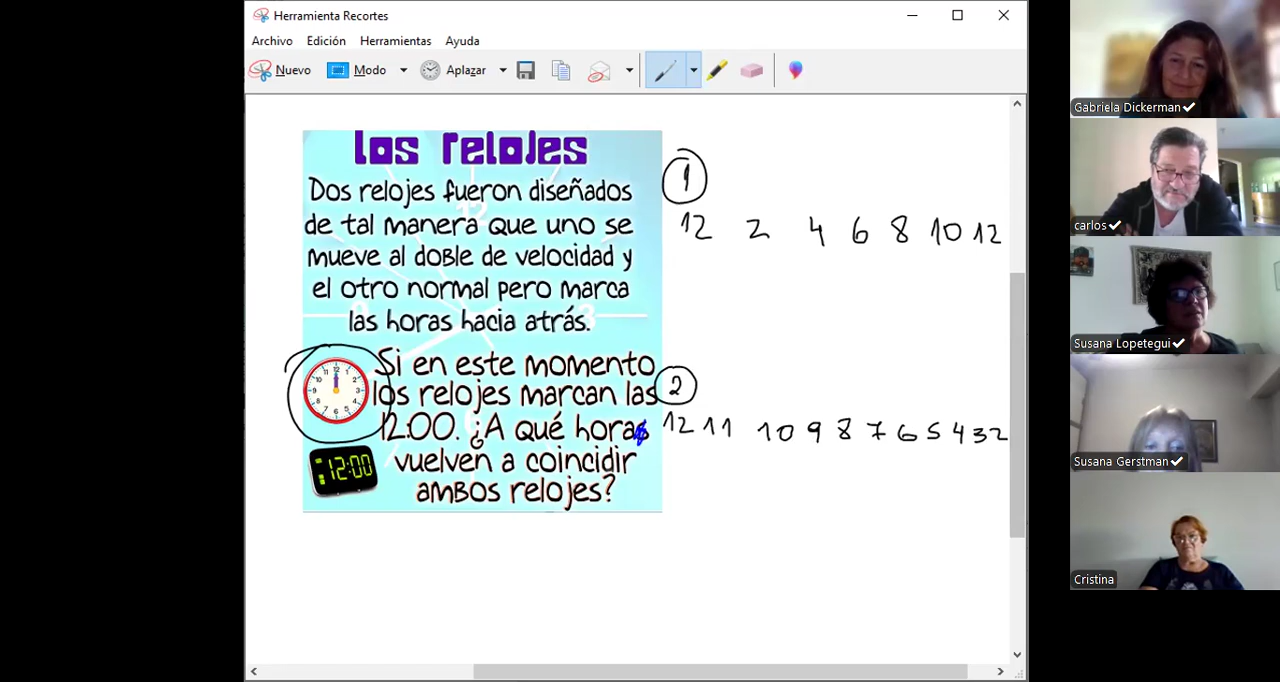 Herramienta Recortes
Archivo Edición Herramientas Ayuda
Nuevo Modo Aplazar
los relojes
Dos relojes fueron diseñados
de tal manera que uno se
mueve al doble de velocidad y
el otro normal pero marca
las horas hacia atrás.
Si en este momento
los relojes marcan las
12.00. ¿A qué horas
vuelven a coincidir
ambos relojes?
12:00
1
12 2 4 6 8 10 12
2
12 11 10 9 8 7 6 5 4 3 2
Gabriela Dickerman
carlos
Susana Lopetegui
Susana Gerstman
Cristina